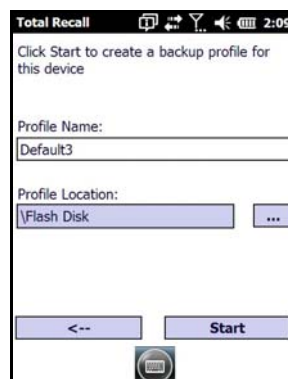 Total Recall 2:09
Click Start to create a backup profile for
this device
Profile Name:
Default3
Profile Location:
\Flash Disk ...
<-- Start